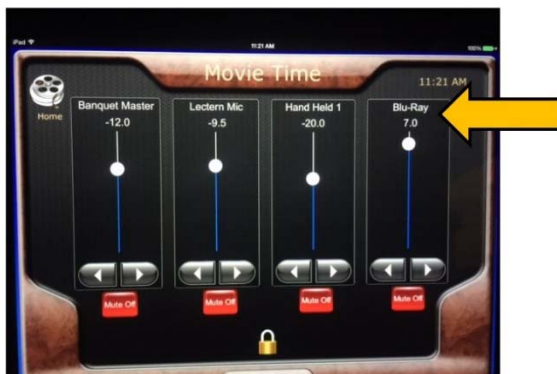 iPad 11:21 AM 100%
Movie Time
11:21 AM
Home
Banquet Master Lectern Mic Hand Held 1 Blu-Ray
-12.0 -9.5 -20.0 7.0
Mute Off Mute Off Mute Off Mute Off